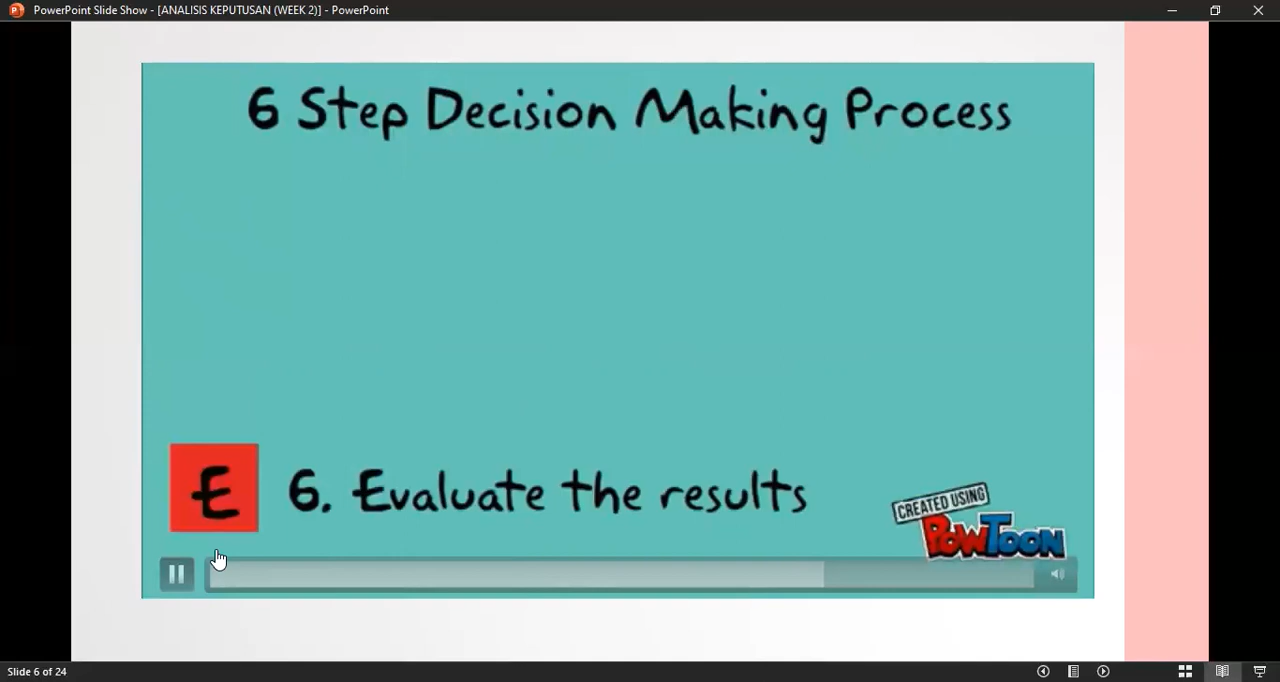 PowerPoint Slide Show - [ANALISIS KEPUTUSAN (WEEK 2)] - PowerPoint
6 Step Decision Making Process
E 6. Evaluate the results
CREATED USING
POWTOON
Slide 6 of 24